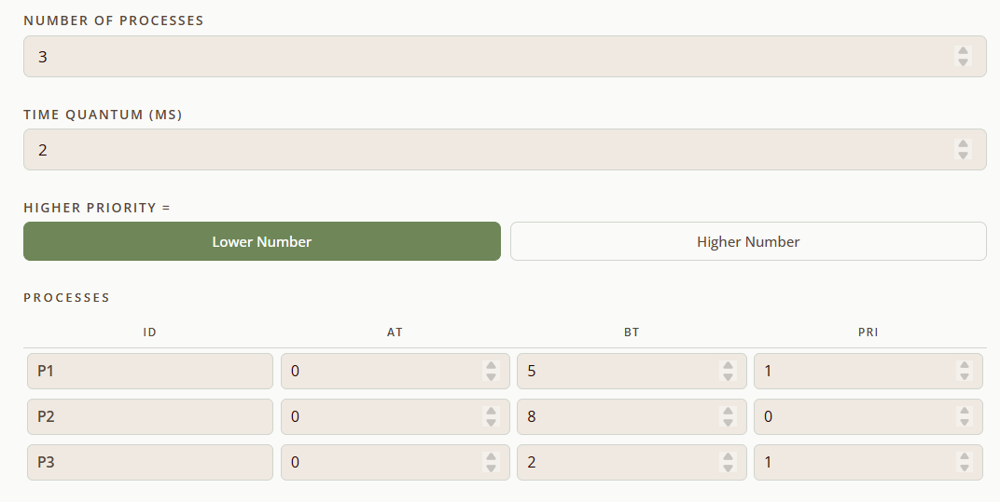 NUMBER OF PROCESSES
3
TIME QUANTUM (MS)
2
HIGHER PRIORITY =
Lower Number Higher Number
PROCESSES
ID AT BT PRI
P1 0 5 1
P2 0 8 0
P3 0 2 1